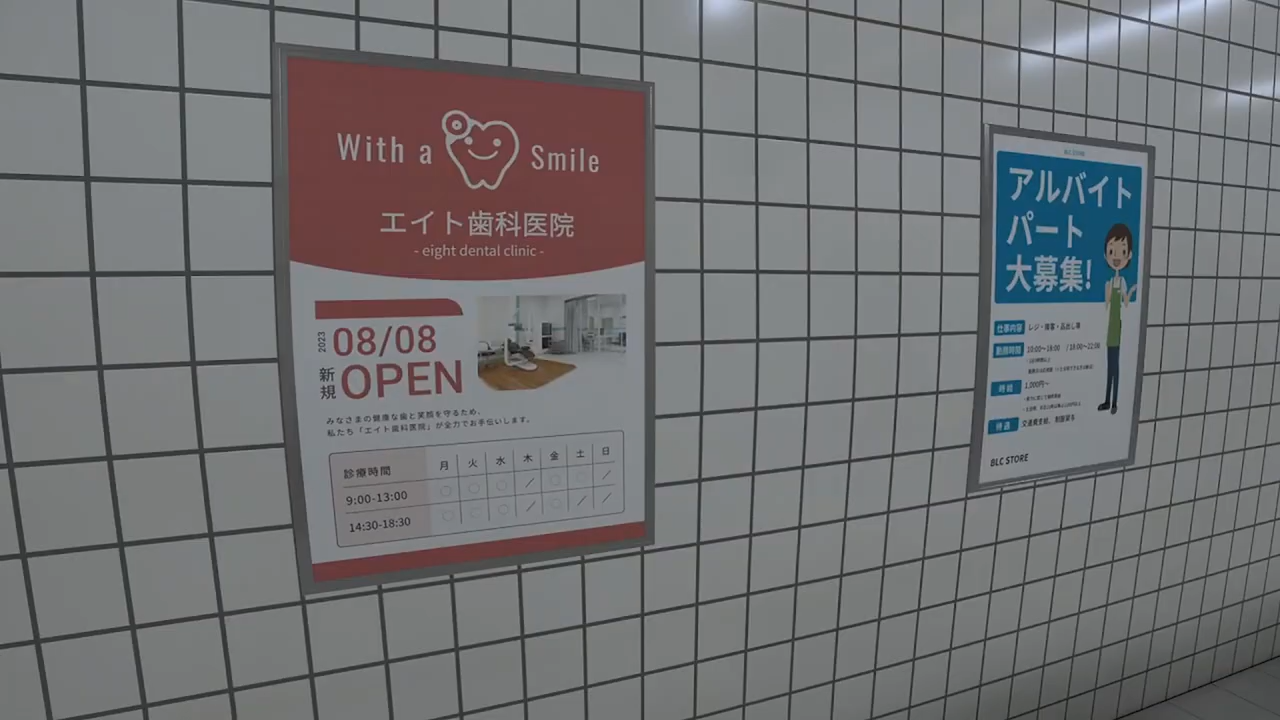 With a Smile
エイト歯科医院
- eight dental clinic -
2023
08/08
新規
OPEN
みなさまの健康な歯と笑顔を守るため、
私たち「エイト歯科医院」が全力でお手伝いします。
診療時間 月 火 水 木 金 土 日
9:00-13:00 ○ ○ ○ / ○ ○ /
14:30-18:30 ○ ○ ○ / ○ / /
BLC STORE
アルバイト
パート
大募集!
仕事内容 レジ・接客・品出し等
勤務時間 10:00〜18:00 / 18:00〜22:00
時給 1,000円〜
待遇 交通費支給、制服貸与
BLC STORE